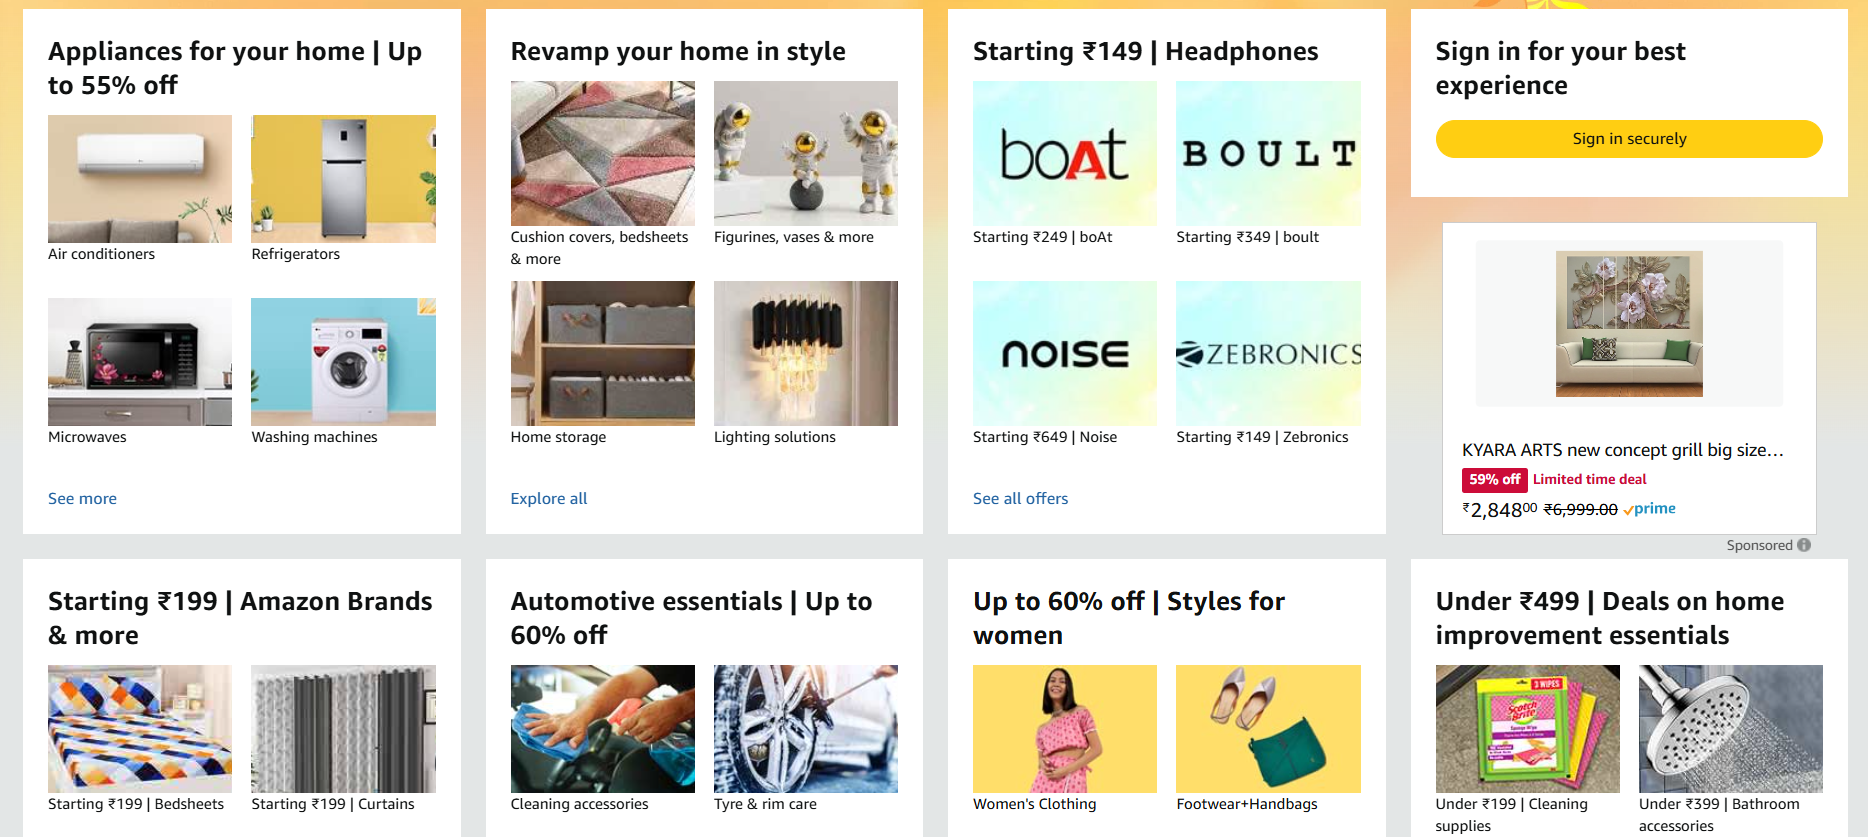 Appliances for your home | Up
to 55% off
Air conditioners
Refrigerators
Microwaves
Washing machines
See more
Revamp your home in style
Cushion covers, bedsheets
& more
Figurines, vases & more
Home storage
Lighting solutions
Explore all
Starting ₹149 | Headphones
boAt
BOULT
Starting ₹249 | boAt
Starting ₹349 | boult
noise
ZEBRONICS
Starting ₹649 | Noise
Starting ₹149 | Zebronics
See all offers
Sign in for your best
experience
Sign in securely
KYARA ARTS new concept grill big size…
59% off Limited time deal
₹2,848⁰⁰ ₹6,999.00 prime
Sponsored
Starting ₹199 | Amazon Brands
& more
Starting ₹199 | Bedsheets
Starting ₹199 | Curtains
Automotive essentials | Up to
60% off
Cleaning accessories
Tyre & rim care
Up to 60% off | Styles for
women
Women's Clothing
Footwear+Handbags
Under ₹499 | Deals on home
improvement essentials
3 WIPES
Scotch
Brite
Under ₹199 | Cleaning
supplies
Under ₹399 | Bathroom
accessories